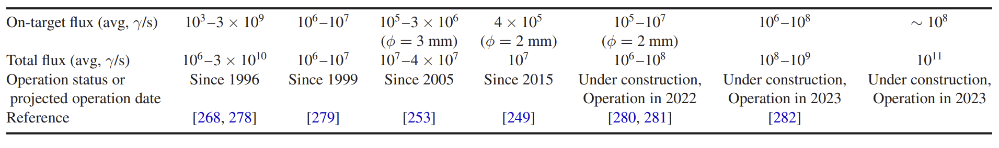 On-target flux (avg, γ/s) 10³–3 × 10⁹ 10⁶–10⁷ 10⁵–3 × 10⁶ 4 × 10⁵ 10⁵–10⁷ 10⁶–10⁸ ∼ 10⁸
(ϕ = 3 mm) (ϕ = 2 mm) (ϕ = 2 mm)
Total flux (avg, γ/s) 10⁶–3 × 10¹⁰ 10⁶–10⁷ 10⁷–4 × 10⁷ 10⁷ 10⁶–10⁸ 10⁸–10⁹ 10¹¹
Operation status or Since 1996 Since 1999 Since 2005 Since 2015 Under construction, Under construction, Under construction,
projected operation date Operation in 2022 Operation in 2023 Operation in 2023
Reference [268, 278] [279] [253] [249] [280, 281] [282]